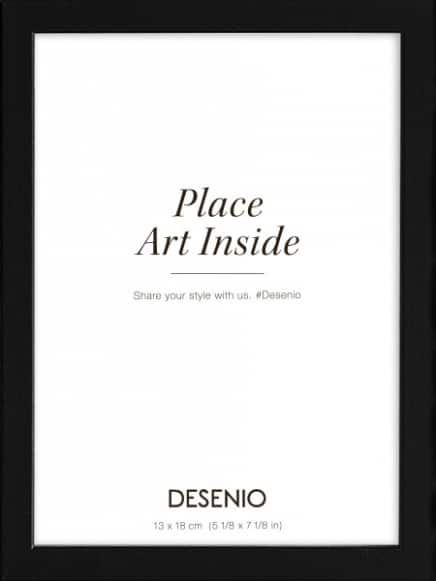 Place
Art Inside
Share your style with us. #Desenio
DESENIO
13 x 18 cm (5 1/8 x 7 1/8 in)